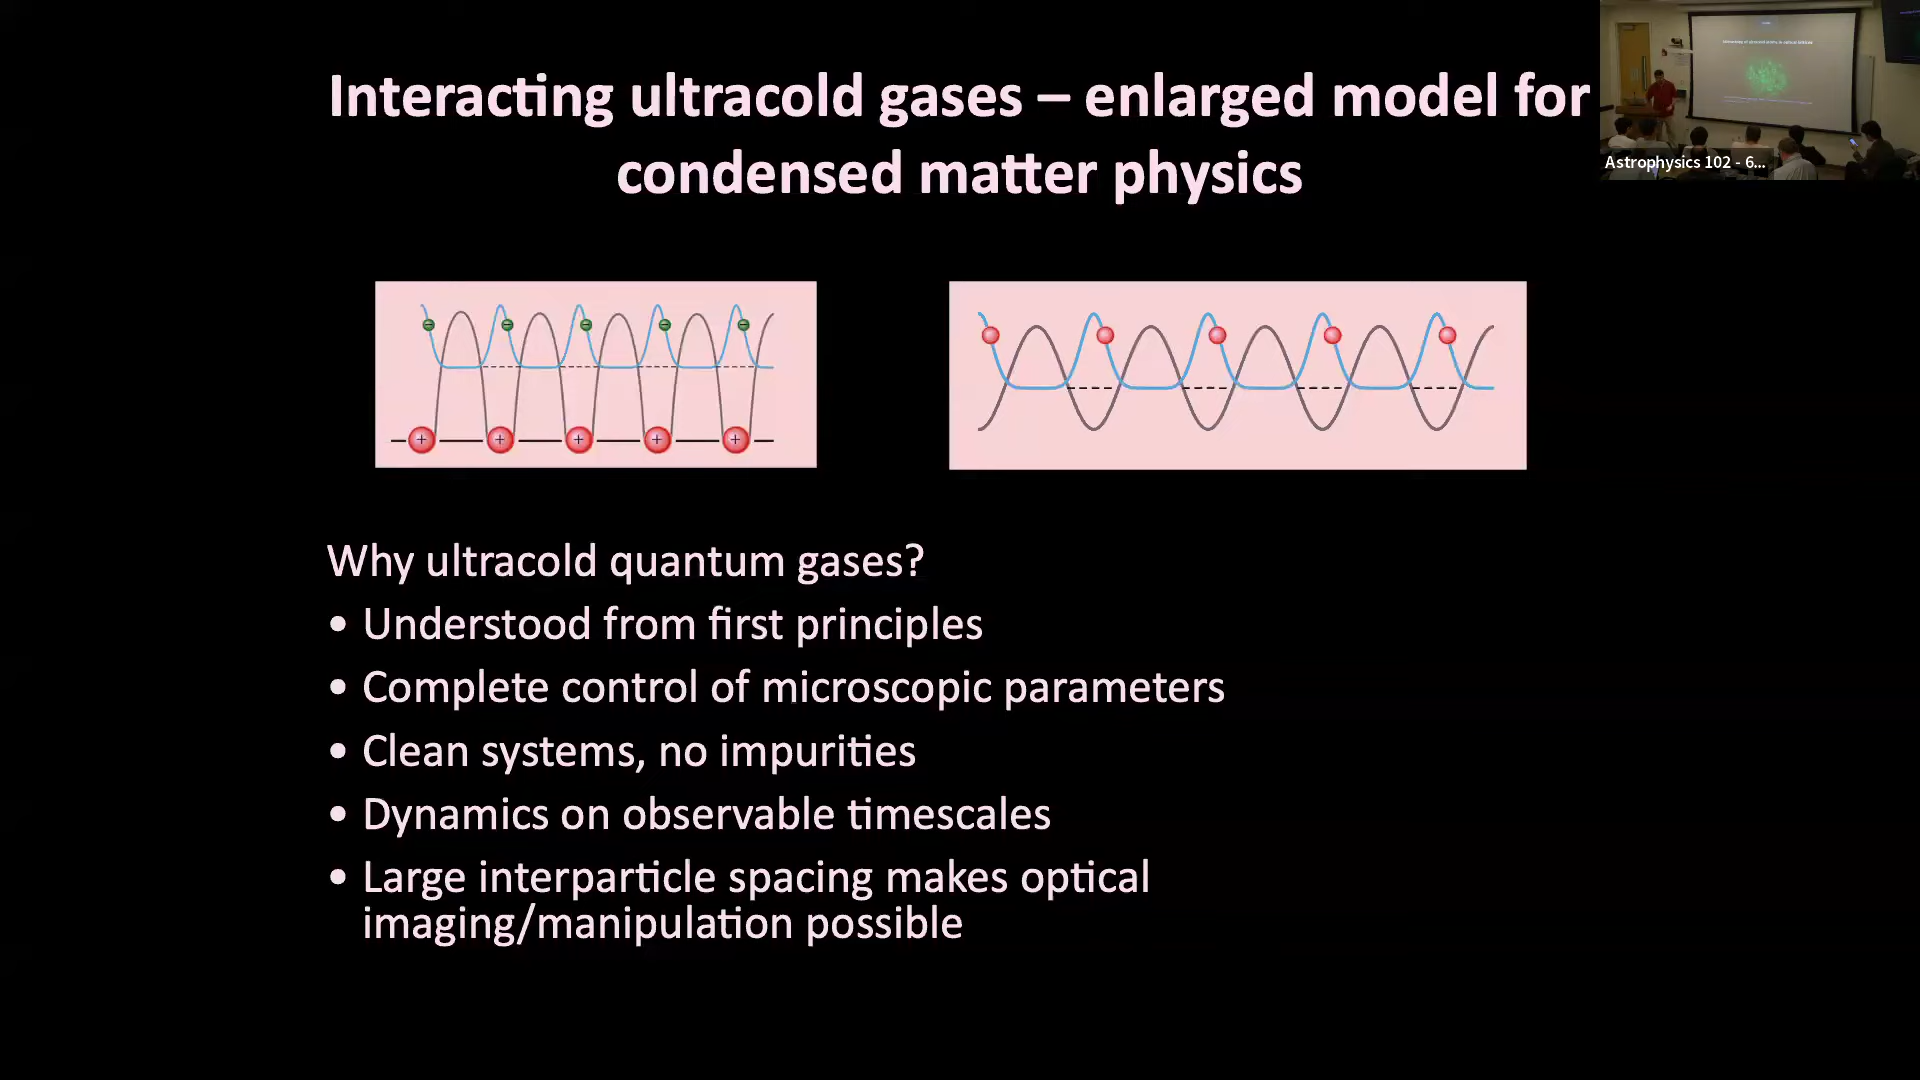 Interacting ultracold gases – enlarged model for
condensed matter physics
Astrophysics 102 - 6...
Why ultracold quantum gases?
• Understood from first principles
• Complete control of microscopic parameters
• Clean systems, no impurities
• Dynamics on observable timescales
• Large interparticle spacing makes optical
imaging/manipulation possible